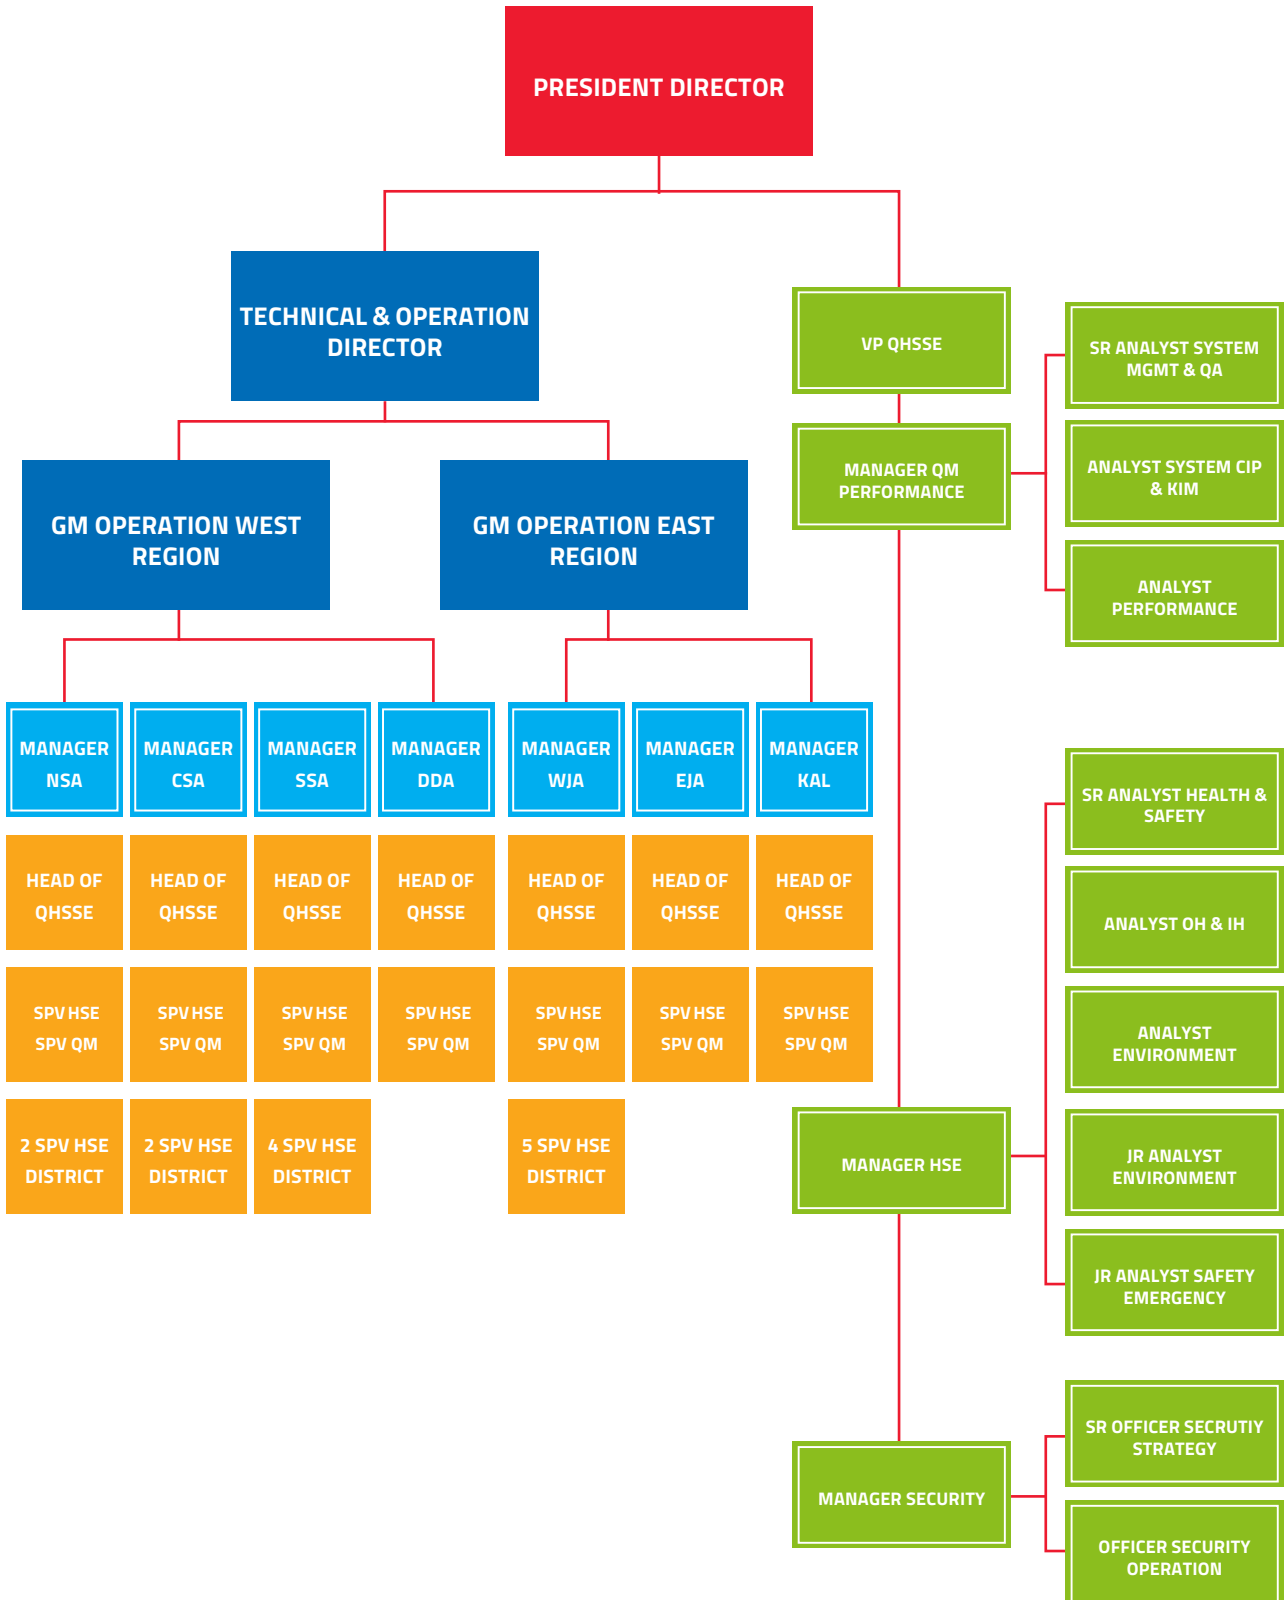 PRESIDENT DIRECTOR
TECHNICAL & OPERATION
DIRECTOR
GM OPERATION WEST
REGION
GM OPERATION EAST
REGION
MANAGER
NSA
MANAGER
CSA
MANAGER
SSA
MANAGER
DDA
MANAGER
WJA
MANAGER
EJA
MANAGER
KAL
HEAD OF
QHSSE
HEAD OF
QHSSE
HEAD OF
QHSSE
HEAD OF
QHSSE
HEAD OF
QHSSE
HEAD OF
QHSSE
HEAD OF
QHSSE
SPV HSE
SPV QM
SPV HSE
SPV QM
SPV HSE
SPV QM
SPV HSE
SPV QM
SPV HSE
SPV QM
SPV HSE
SPV QM
SPV HSE
SPV QM
2 SPV HSE
DISTRICT
2 SPV HSE
DISTRICT
4 SPV HSE
DISTRICT
5 SPV HSE
DISTRICT
VP QHSSE
MANAGER QM
PERFORMANCE
SR ANALYST SYSTEM
MGMT & QA
ANALYST SYSTEM CIP
& KIM
ANALYST
PERFORMANCE
MANAGER HSE
SR ANALYST HEALTH &
SAFETY
ANALYST OH & IH
ANALYST
ENVIRONMENT
JR ANALYST
ENVIRONMENT
JR ANALYST SAFETY
EMERGENCY
MANAGER SECURITY
SR OFFICER SECRUTIY
STRATEGY
OFFICER SECURITY
OPERATION